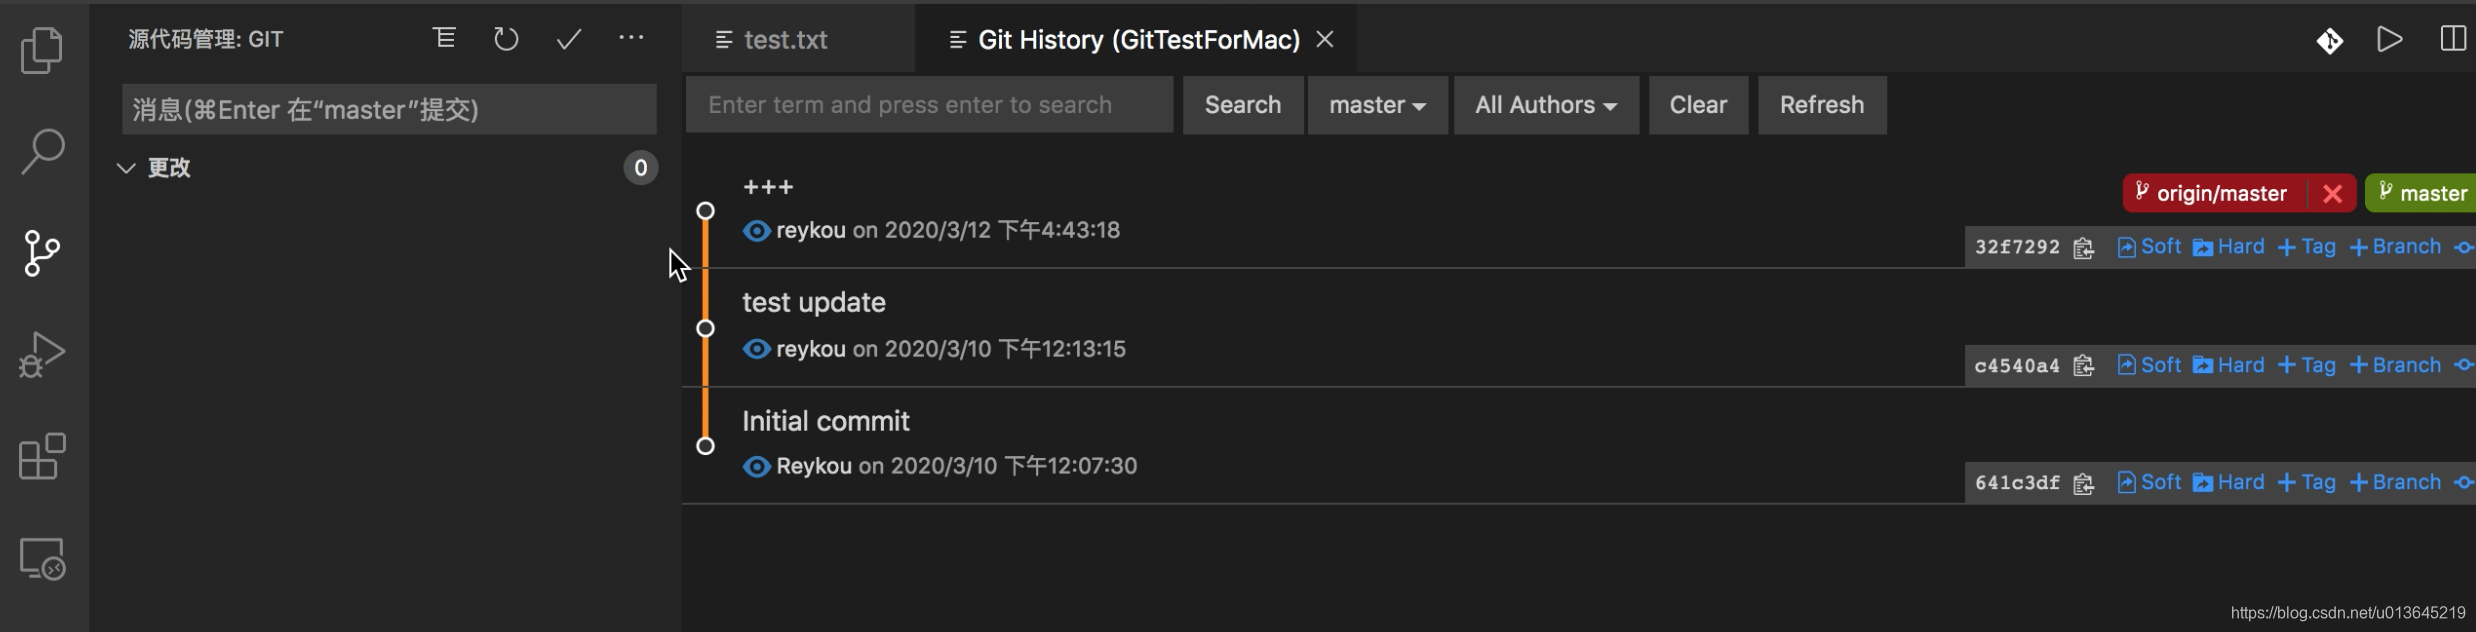 源代码管理: GIT
test.txt
Git History (GitTestForMac)
消息(⌘Enter 在“master”提交)
Enter term and press enter to search
Search
master
All Authors
Clear
Refresh
更改
0
+++
origin/master
master
reykou on 2020/3/12 下午4:43:18
32f7292 Soft Hard +Tag +Branch
test update
reykou on 2020/3/10 下午12:13:15
c4540a4 Soft Hard +Tag +Branch
Initial commit
Reykou on 2020/3/10 下午12:07:30
641c3df Soft Hard +Tag +Branch
https://blog.csdn.net/u013645219